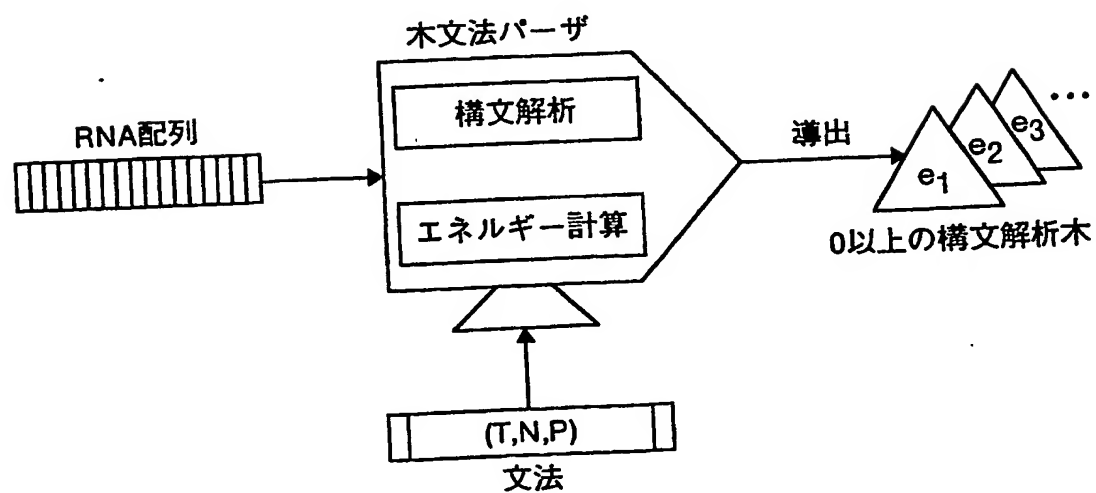 木文法パーザ
RNA配列
構文解析
エネルギー計算
導出
e1
e2
e3
...
0以上の構文解析木
(T,N,P)
文法